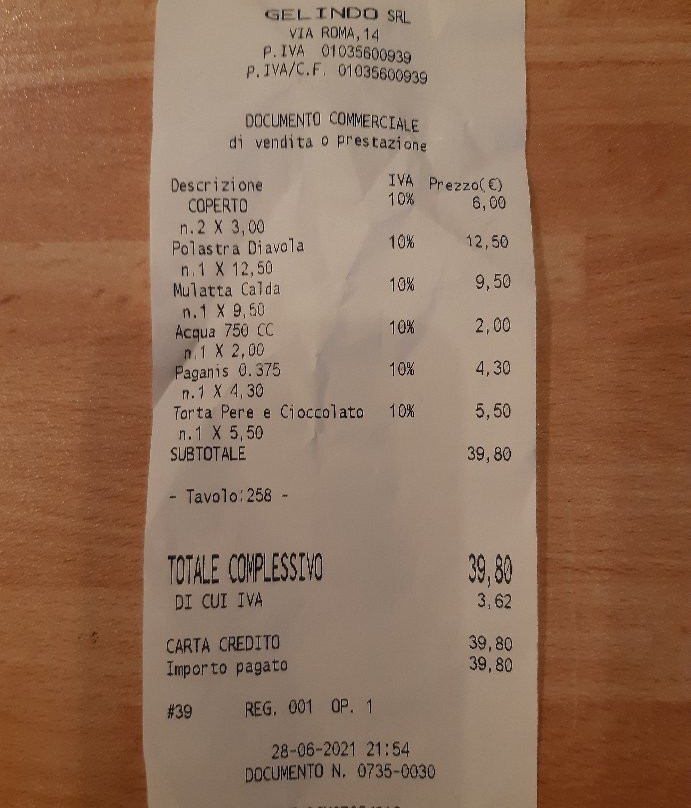 GELINDO SRL
VIA ROMA,14
P.IVA 01035600939
P.IVA/C.F. 01035600939
DOCUMENTO COMMERCIALE
di vendita o prestazione
Descrizione IVA Prezzo(€)
COPERTO 10% 6,00
n.2 X 3,00
Polastra Diavola 10% 12,50
n.1 X 12,50
Mulatta Calda 10% 9,50
n.1 X 9,50
Acqua 750 CC 10% 2,00
n.1 X 2,00
Paganis 0.375 10% 4,30
n.1 X 4,30
Torta Pere e Cioccolato 10% 5,50
n.1 X 5,50
SUBTOTALE 39,80
- Tavolo:258 -
TOTALE COMPLESSIVO 39,80
DI CUI IVA 3,62
CARTA CREDITO 39,80
Importo pagato 39,80
#39 REG. 001 OP. 1
28-06-2021 21:54
DOCUMENTO N. 0735-0030